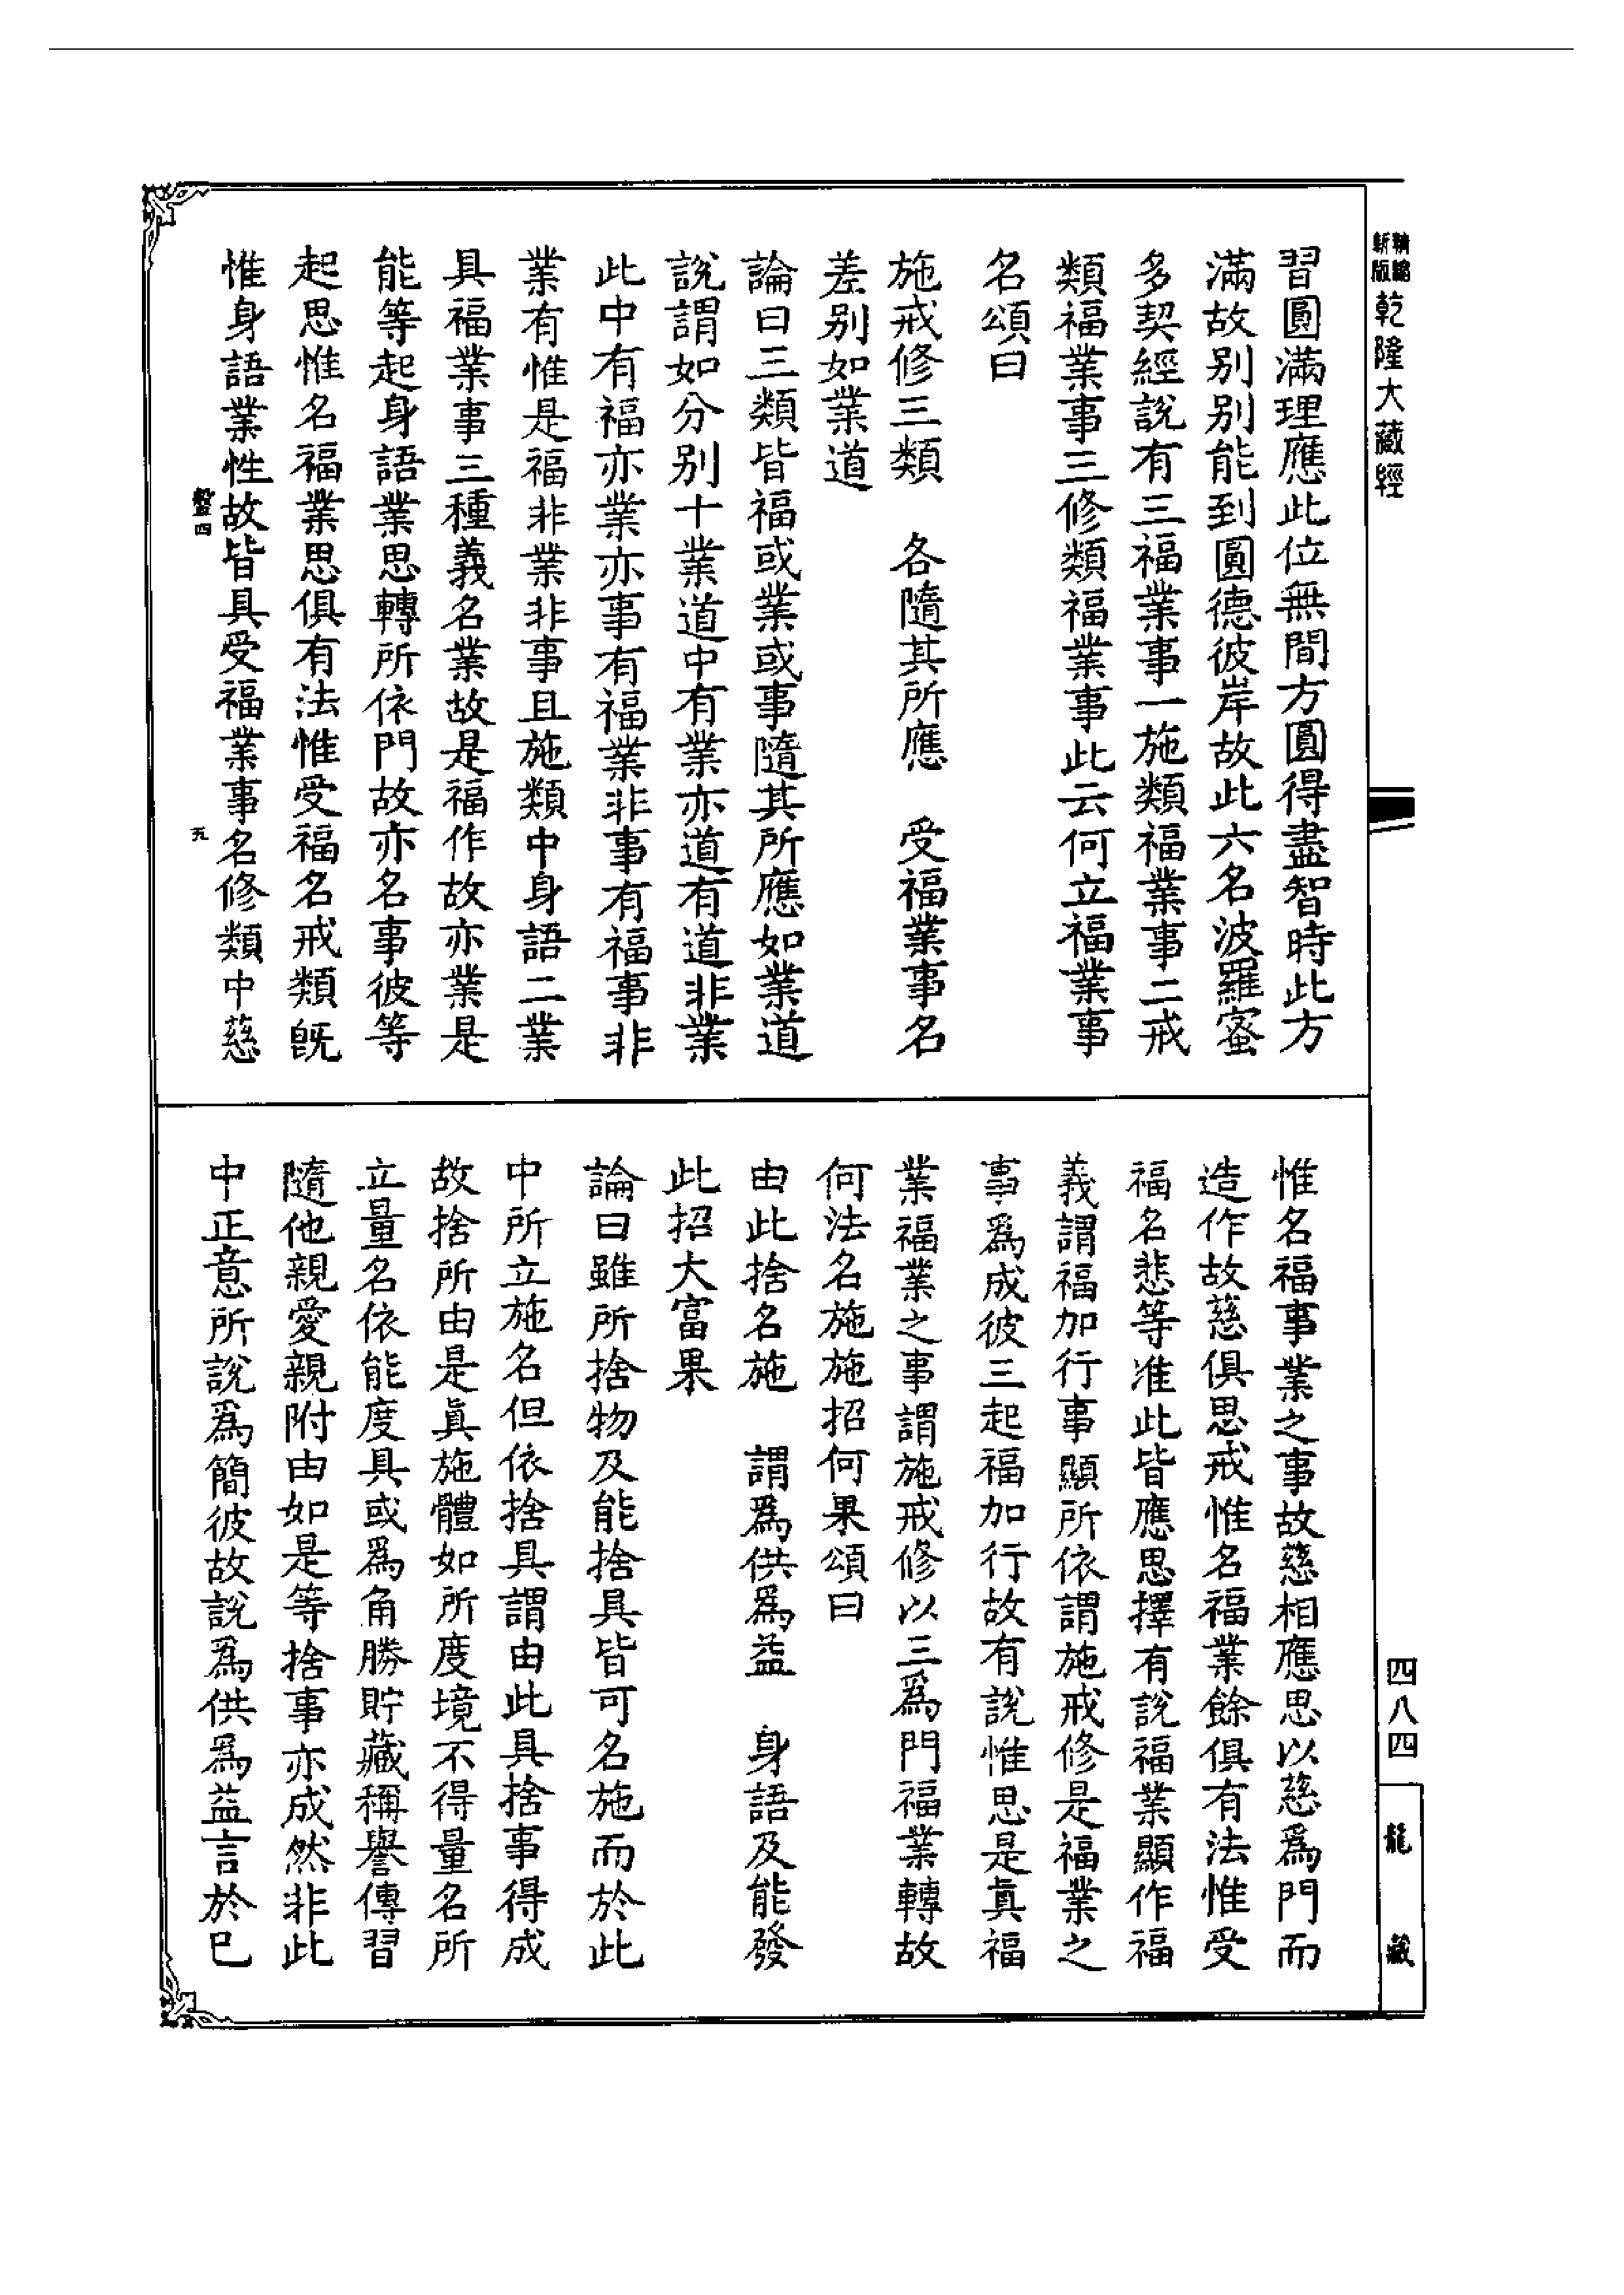 精縮
新版
乾隆大藏經
習圓滿理應此位無間方圓得盡智時此方
滿故別別能到圓德彼岸故此六名波羅蜜
多契經說有三福業事一施類福業事二戒
類福業事三修類福業事此云何立福業事
名頌曰
施戒修三類　各隨其所應　受福業事名
差別如業道
論曰三類皆福或業或事隨其所應如業道
說謂如分別十業道中有業亦道有道非業
此中有福亦業亦事有福業非事有福事非
業有惟是福非業非事且施類中身語二業
具福業事三種義名業故是福作故亦業是
能等起身語業思轉所依門故亦名事彼等
起思惟名福業思俱有法惟受福名戒類旣
惟身語業性故皆具受福業事名修類中慈
四
九
惟名福事業之事故慈相應思以慈爲門而
造作故慈俱思戒惟名福業餘俱有法惟受
福名悲等准此皆應思擇有說福業顯作福
義謂福加行事顯所依謂施戒修是福業之
事爲成彼三起福加行故有說惟思是眞福
業福業之事謂施戒修以三爲門福業轉故
何法名施施招何果頌曰
由此捨名施　謂爲供爲益　身語及能發
此招大富果
論曰雖所捨物及能捨具皆可名施而於此
中所立施名但依捨具謂由此具捨事得成
故捨所由是眞施體如所度境不得量名所
立量名依能度具或爲角勝貯藏稱譽傳習
隨他親愛親附由如是等捨事亦成然非此
中正意所說爲簡彼故說爲供爲益言於巳
四八四
龍藏